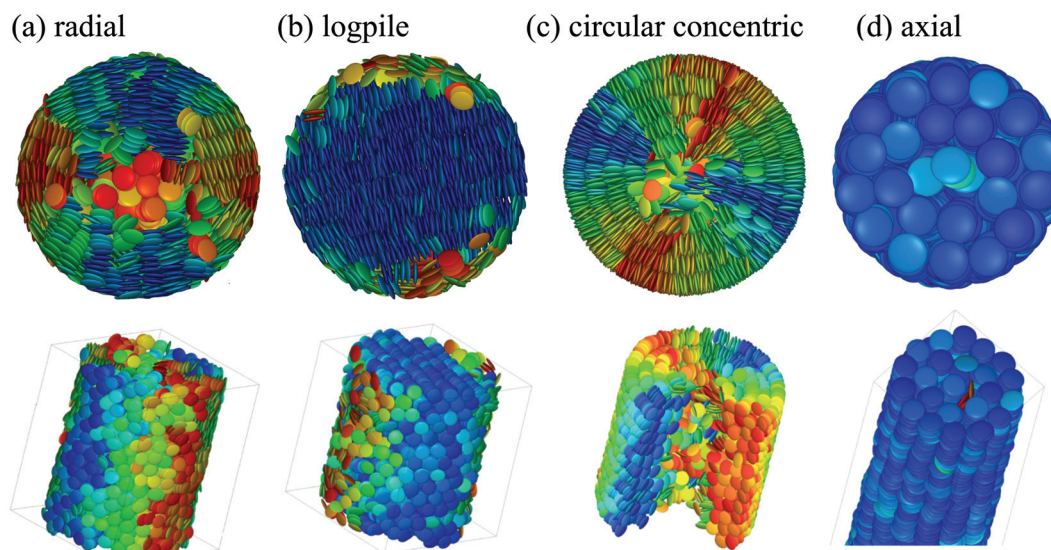 (a) radial
(b) logpile
(c) circular concentric
(d) axial